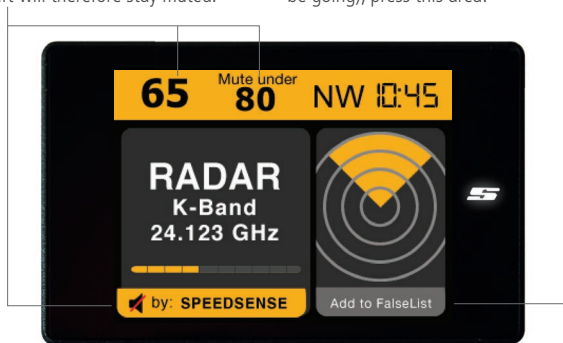 art will therefore stay muted.
be going), press this area.
65
Mute under
80
NW 10:45
RADAR
K-Band
24.123 GHz
by: SPEEDSENSE
Add to FalseList